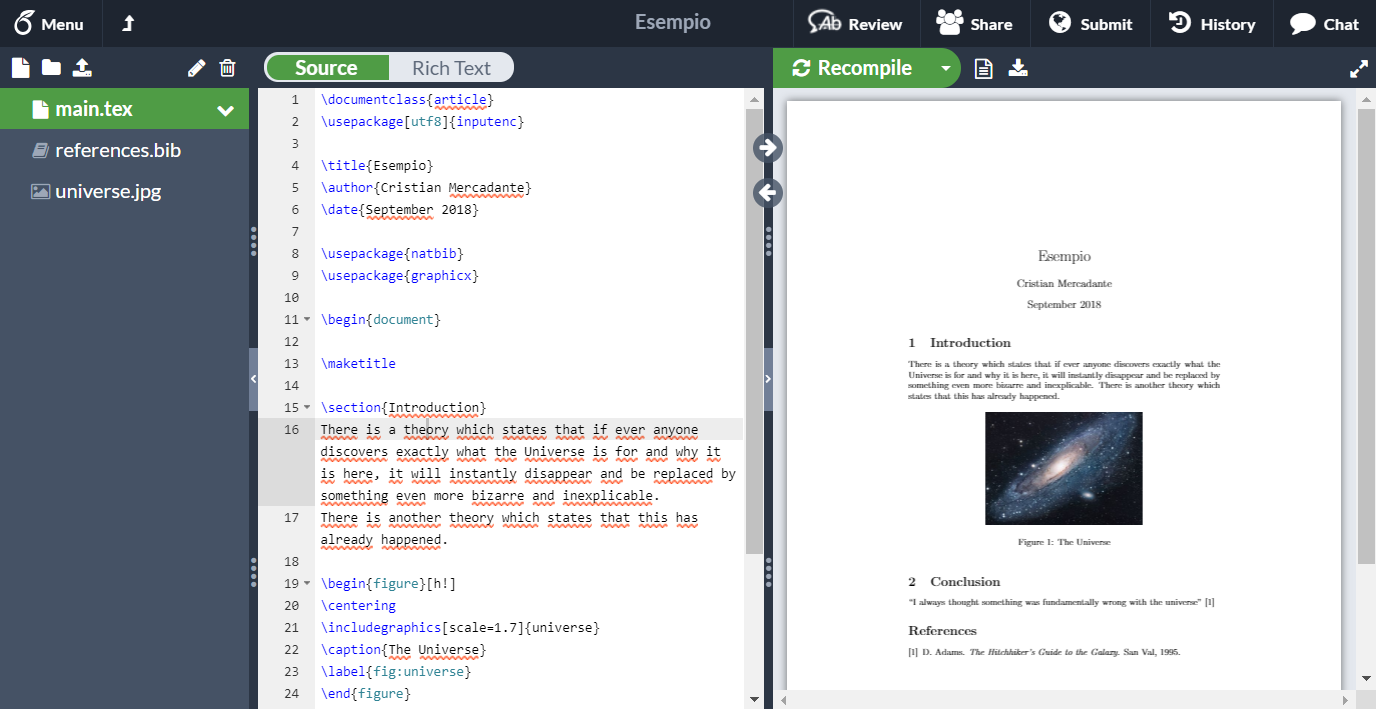 Menu
Esempio
Review
Share
Submit
History
Chat
Source
Rich Text
Recompile
main.tex
references.bib
universe.jpg
1 \documentclass{article}
2 \usepackage[utf8]{inputenc}
3
4 \title{Esempio}
5 \author{Cristian Mercadante}
6 \date{September 2018}
7
8 \usepackage{natbib}
9 \usepackage{graphicx}
10
11 \begin{document}
12
13 \maketitle
14
15 \section{Introduction}
16 There is a theory which states that if ever anyone
discovers exactly what the Universe is for and why it
is here, it will instantly disappear and be replaced by
something even more bizarre and inexplicable.
17 There is another theory which states that this has
already happened.
18
19 \begin{figure}[h!]
20 \centering
21 \includegraphics[scale=1.7]{universe}
22 \caption{The Universe}
23 \label{fig:universe}
24 \end{figure}
Esempio
Cristian Mercadante
September 2018
1 Introduction
There is a theory which states that if ever anyone discovers exactly what the
Universe is for and why it is here, it will instantly disappear and be replaced by
something even more bizarre and inexplicable. There is another theory which
states that this has already happened.
Figure 1: The Universe
2 Conclusion
“I always thought something was fundamentally wrong with the universe” [1]
References
[1] D. Adams. The Hitchhiker's Guide to the Galaxy. San Val, 1995.